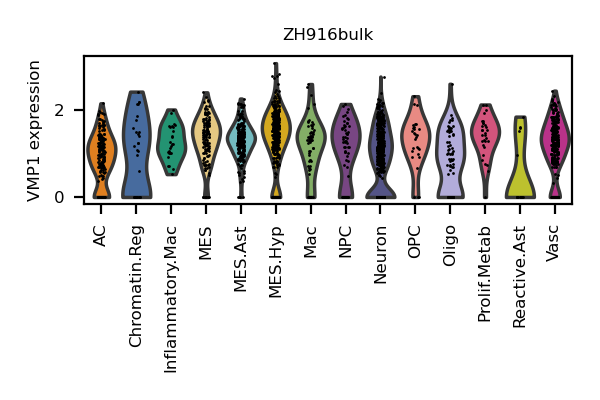 ZH916bulk
VMP1 expression
2
0
AC
Chromatin.Reg
Inflammatory.Mac
MES
MES.Ast
MES.Hyp
Mac
NPC
Neuron
OPC
Oligo
Prolif.Metab
Reactive.Ast
Vasc